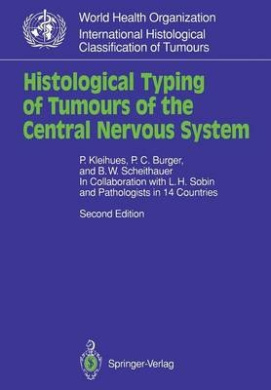 World Health Organization
International Histological
Classification of Tumours
Histological Typing
of Tumours of the
Central Nervous System
P. Kleihues, P. C. Burger,
and B. W. Scheithauer
In Collaboration with L. H. Sobin
and Pathologists in 14 Countries
Second Edition
Springer-Verlag